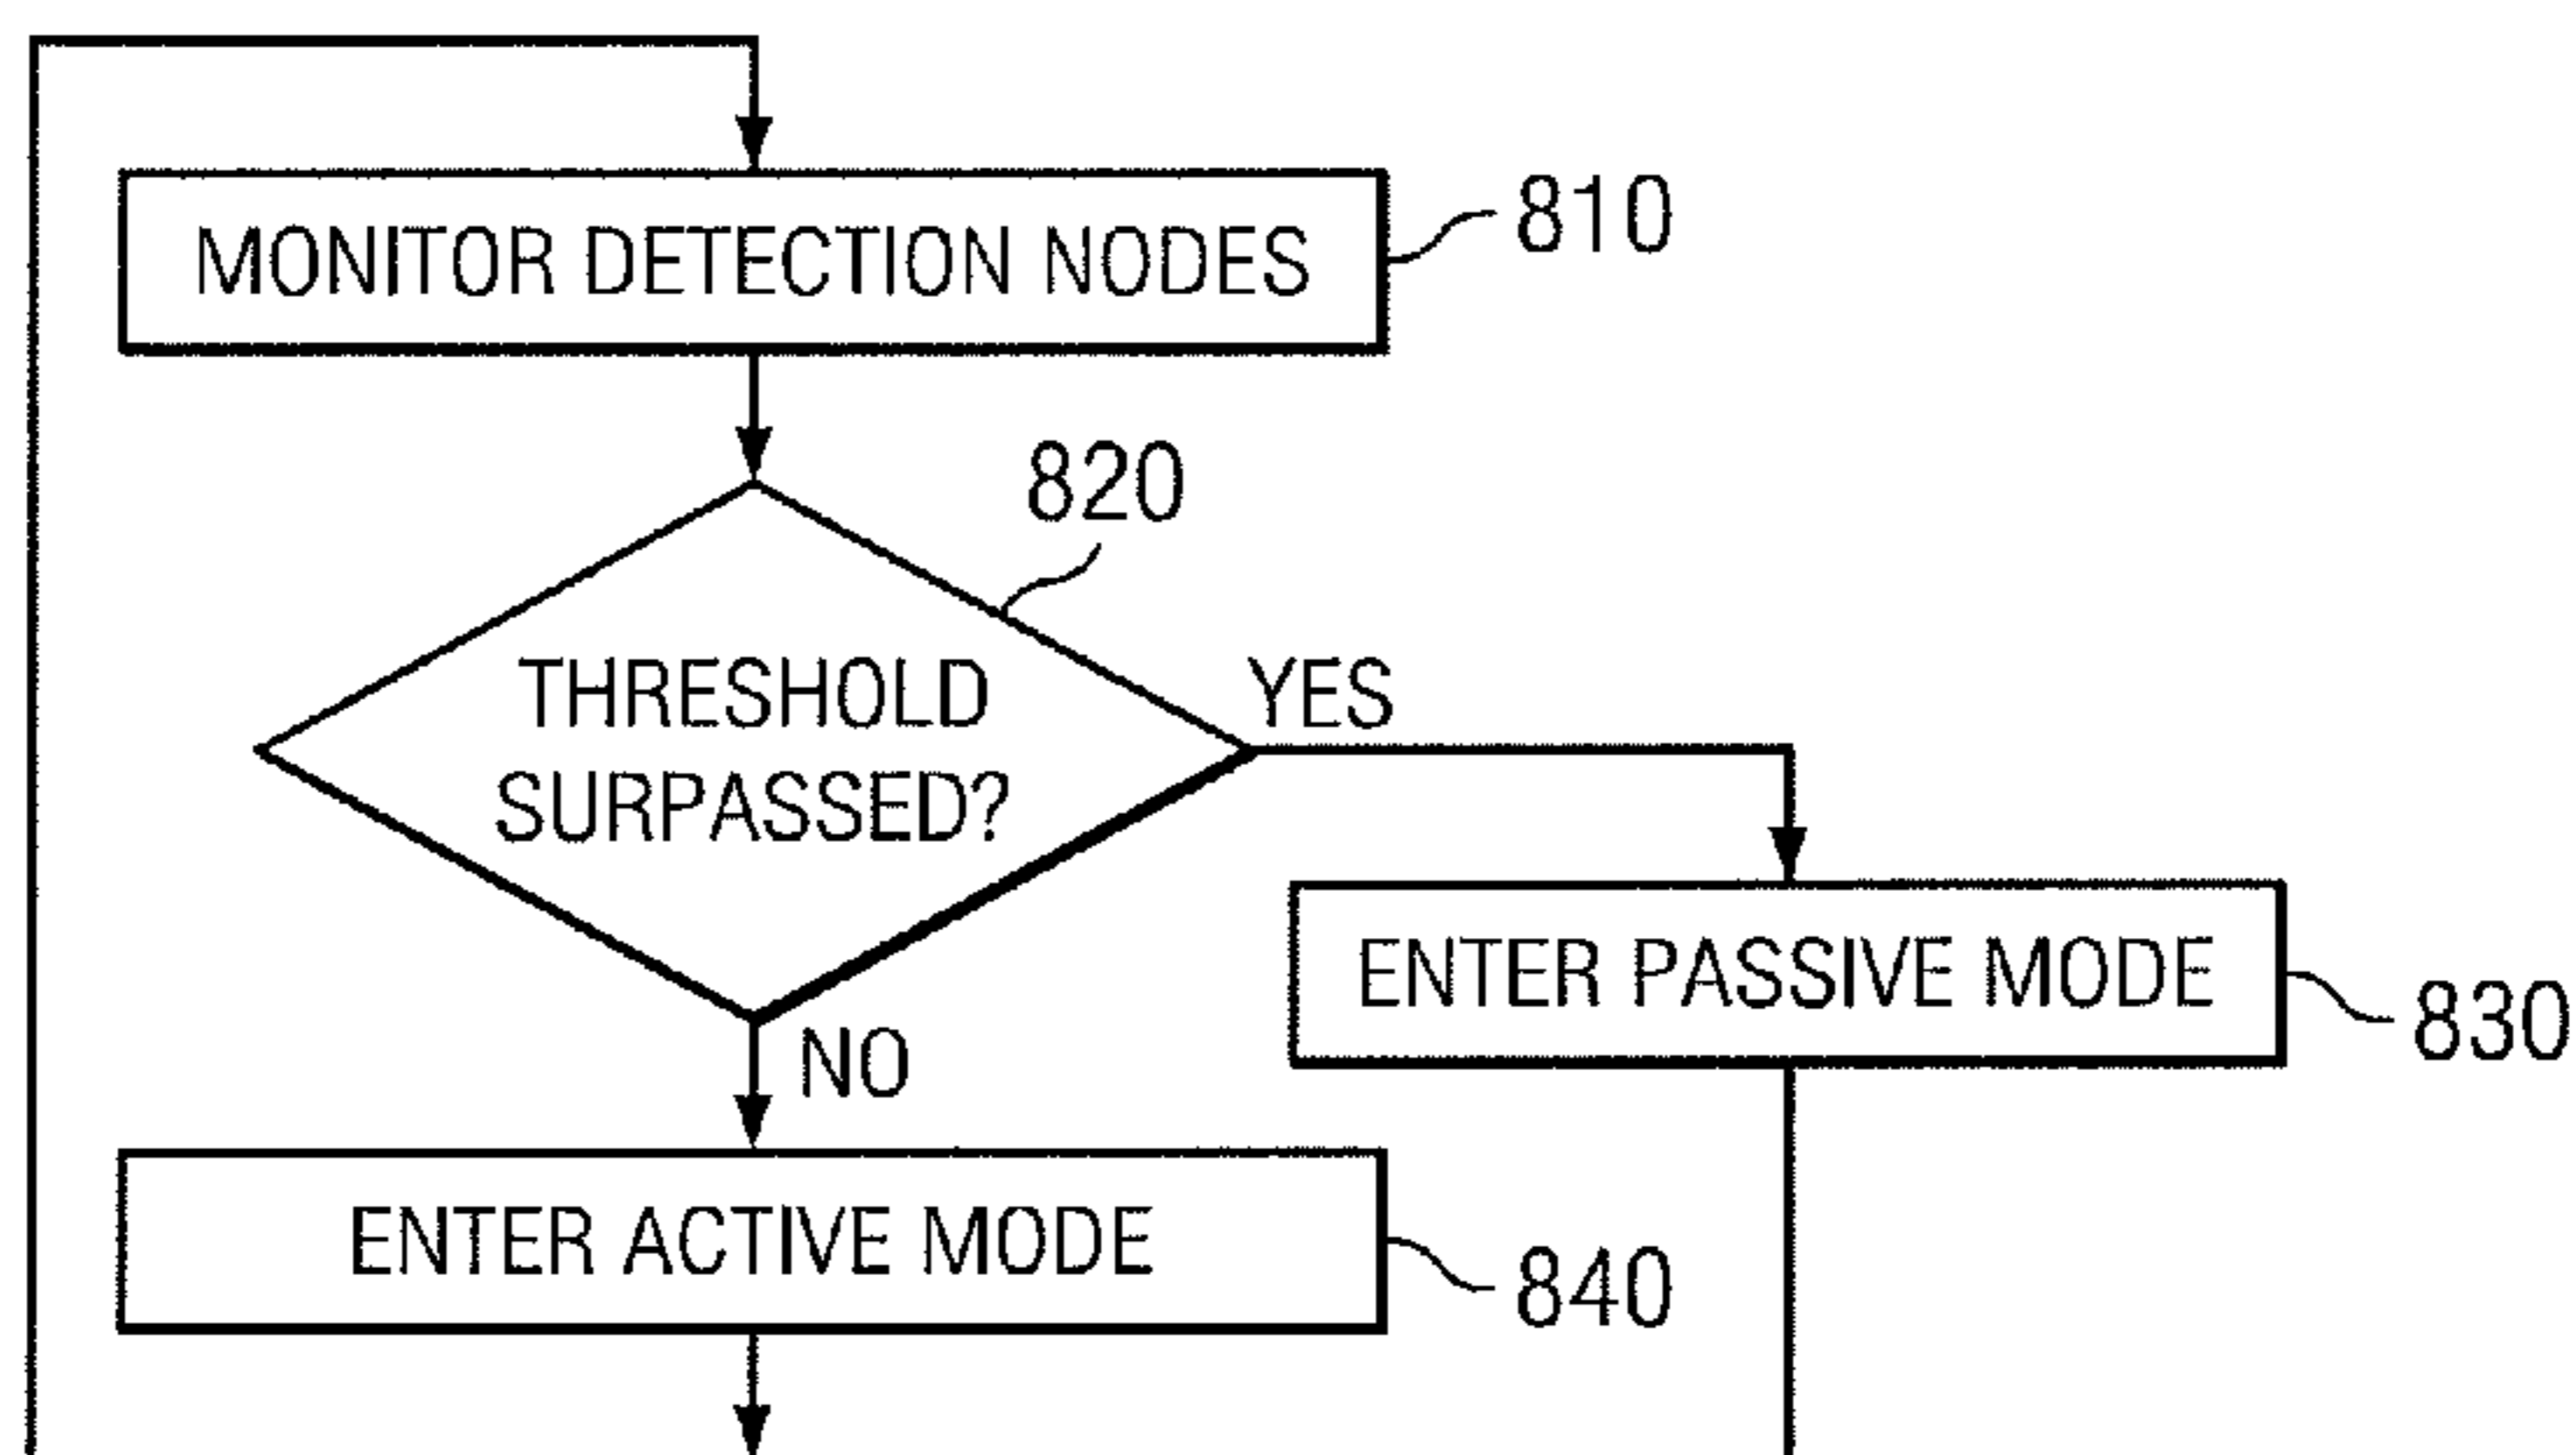 MONITOR DETECTION NODES
810
820
THRESHOLD
SURPASSED?
YES
ENTER PASSIVE MODE
830
NO
ENTER ACTIVE MODE
840